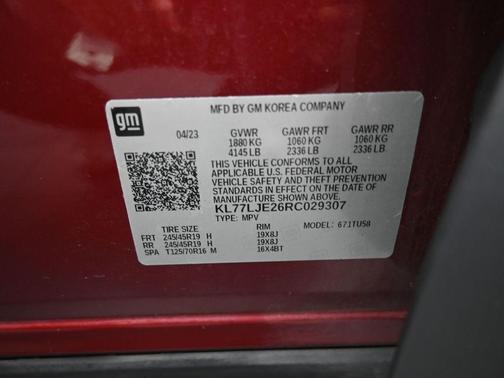 gm
MFD BY GM KOREA COMPANY
04/23 GVWR GAWR FRT GAWR RR
1880 KG 1060 KG 1060 KG
4145 LB 2336 LB 2336 LB
THIS VEHICLE CONFORMS TO ALL
APPLICABLE U.S. FEDERAL MOTOR
VEHICLE SAFETY AND THEFT PREVENTION
STANDARDS IN EFFECT ON THE DATE OF
MANUFACTURE SHOWN ABOVE.
KL77LJE26RC029307
TYPE: MPV MODEL: 671TU58
TIRE SIZE RIM
FRT 245/45R19 H 19X8J
RR 245/45R19 H 19X8J
SPA T125/70R16 M 16X4BT